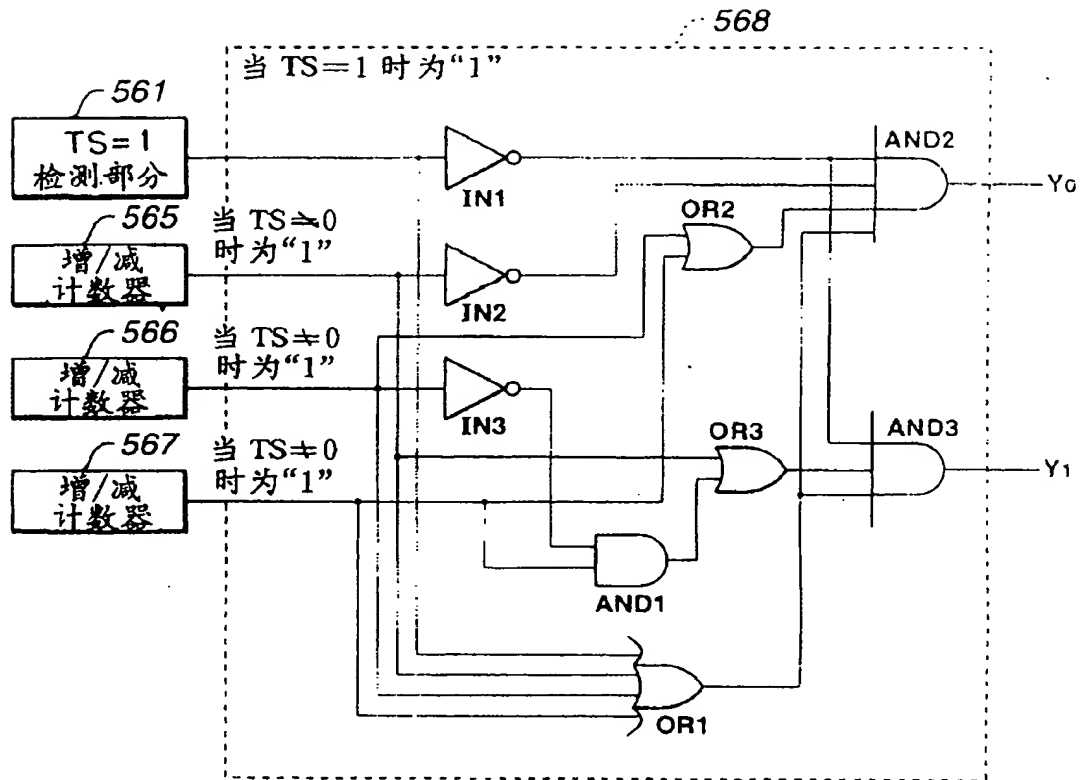 568
当 TS=1 时为“1”
561
TS=1
检测部分
IN1
AND2
Y0
565
增/减
计数器
当 TS≠0
时为“1”
IN2
OR2
566
增/减
计数器
当 TS≠0
时为“1”
IN3
567
增/减
计数器
当 TS≠0
时为“1”
OR3
AND3
Y1
AND1
OR1